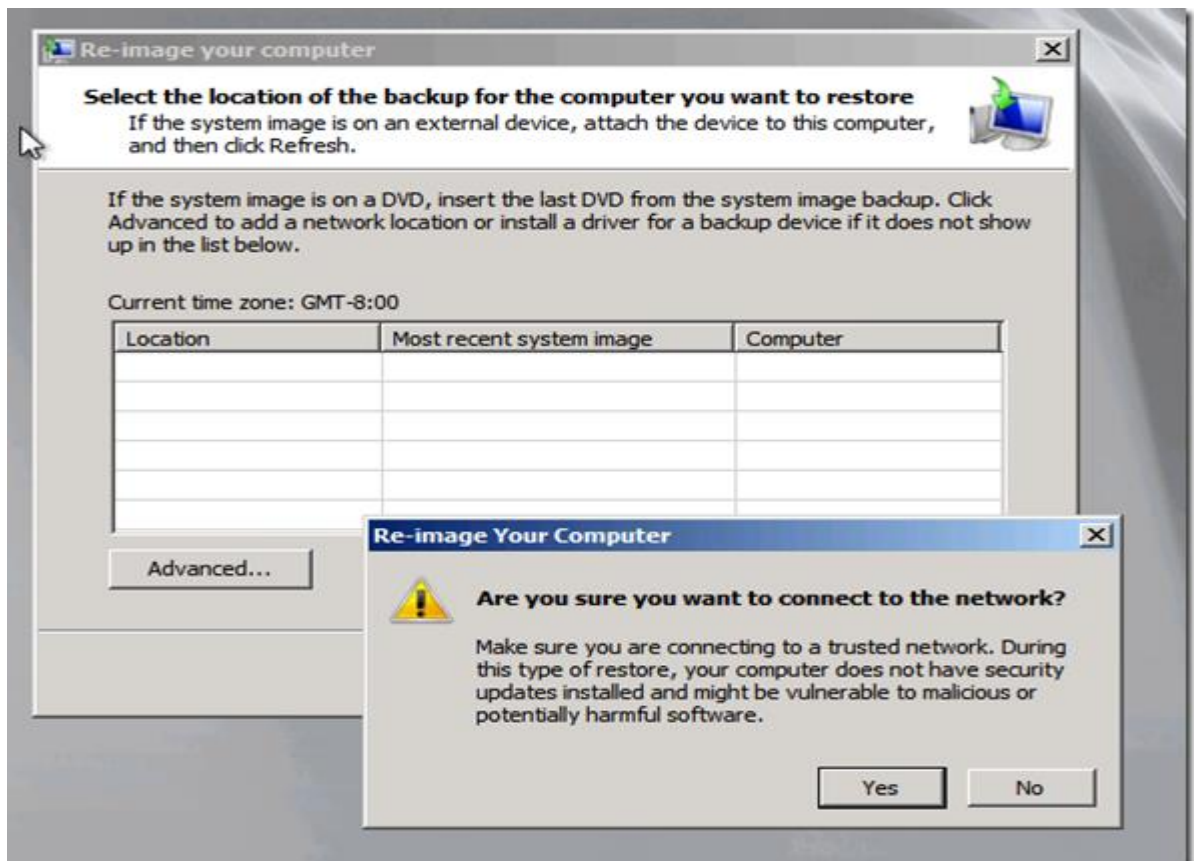 Re-image your computer
Select the location of the backup for the computer you want to restore
If the system image is on an external device, attach the device to this computer,
and then click Refresh.
If the system image is on a DVD, insert the last DVD from the system image backup. Click
Advanced to add a network location or install a driver for a backup device if it does not show
up in the list below.
Current time zone: GMT-8:00
Location Most recent system image Computer
Advanced...
Re-image Your Computer
Are you sure you want to connect to the network?
Make sure you are connecting to a trusted network. During
this type of restore, your computer does not have security
updates installed and might be vulnerable to malicious or
potentially harmful software.
Yes No